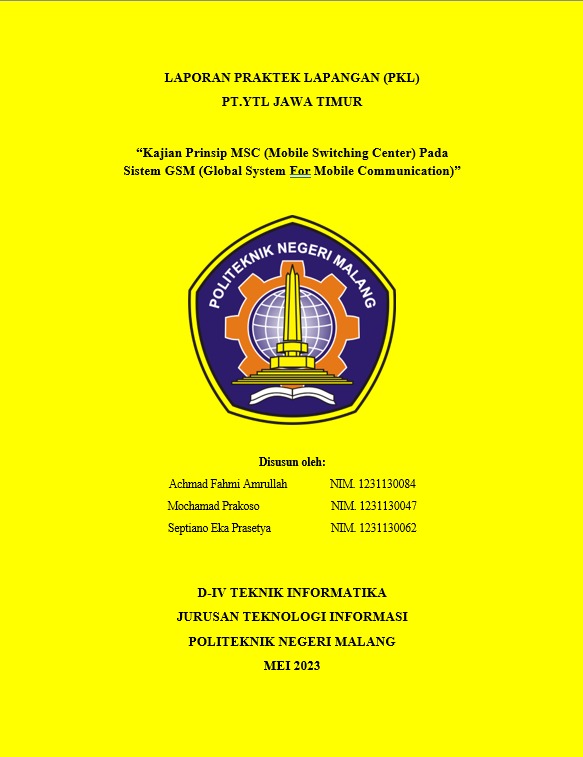 LAPORAN PRAKTEK LAPANGAN (PKL)
PT.YTL JAWA TIMUR
“Kajian Prinsip MSC (Mobile Switching Center) Pada
Sistem GSM (Global System For Mobile Communication)”
POLITEKNIK NEGERI MALANG
Disusun oleh:
Achmad Fahmi Amrullah NIM. 1231130084
Mochamad Prakoso NIM. 1231130047
Septiano Eka Prasetya NIM. 1231130062
D-IV TEKNIK INFORMATIKA
JURUSAN TEKNOLOGI INFORMASI
POLITEKNIK NEGERI MALANG
MEI 2023